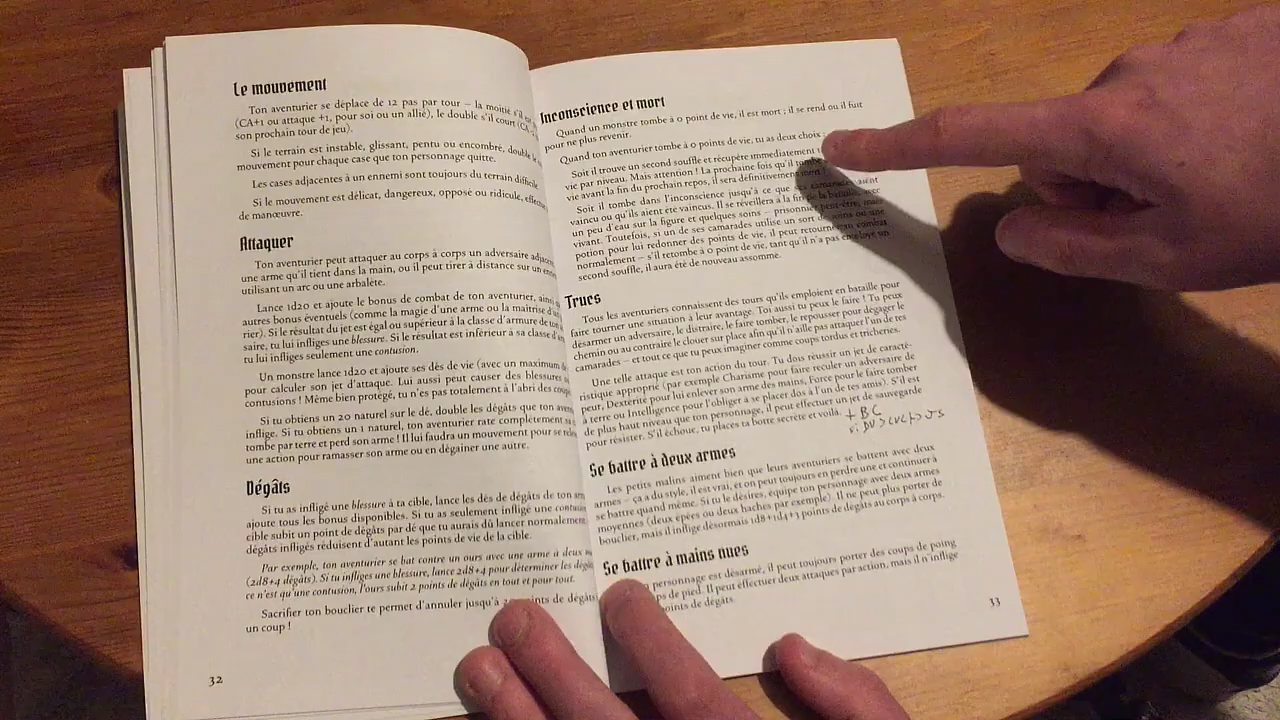 Le mouvement
Ton aventurier se déplace de 12 pas par tour – la moitié s'il est
(CA+1 ou attaque +1, pour soi ou un allié), le double s'il court (CA
son prochain tour de jeu).
Si le terrain est instable, glissant, pentu ou encombré, double le
mouvement pour chaque case que ton personnage quitte.
Les cases adjacentes à un ennemi sont toujours du terrain difficile.
Si le mouvement est délicat, dangereux, opposé ou ridicule,
de manœuvre.
Attaquer
Ton aventurier peut attaquer au corps à corps un adversaire
une arme qu'il tient dans la main, ou il peut tirer à distance sur un
utilisant un arc ou une arbalète.
Lance 1d20 et ajoute le bonus de combat de ton aventurier,
autres bonus éventuels (comme la magie d'une arme ou la maîtrise
rier). Si le résultat du jet est égal ou supérieur à la classe d'armure de
saire, tu lui infliges une blessure. Si le résultat est inférieur à sa classe
tu lui infliges seulement une contusion.
Un monstre lance 1d20 et ajoute ses dés de vie (avec un maximum
pour calculer son jet d'attaque. Lui aussi peut causer des blessures
contusions ! Même bien protégé, tu n'es pas totalement à l'abri des
Si tu obtiens un 20 naturel sur le dé, double les dégâts que ton
inflige. Si tu obtiens un 1 naturel, ton aventurier rate complètement
tombe par terre et perd son arme ! Il lui faudra un mouvement pour se
une action pour ramasser son arme ou en dégainer une autre.
Dégâts
Si tu as infligé une blessure à ta cible, lance les dés de dégâts de ton
ajoute tous les bonus disponibles. Si tu as seulement infligé une
cible subit un point de dégâts par dé que tu aurais dû lancer normalement
dégâts infligés réduisent d'autant les points de vie de la cible.
Par exemple, ton aventurier se bat contre un ours avec une arme à deux
(2d8+4 dégâts). Si tu infliges une blessure, lance 2d8+4 pour déterminer les
ce n'est qu'une contusion, l'ours subit 2 points de dégâts en tout et pour tout.
Sacrifier ton bouclier te permet d'annuler jusqu'à points de dégâts
un coup !
32
Inconscience et mort
Quand un monstre tombe à 0 point de vie, il est mort ; il se rend ou il fuit
pour ne plus revenir.
Quand ton aventurier tombe à 0 points de vie, tu as deux choix :
Soit il trouve un second souffle et récupère immediatement
vie par niveau. Mais attention ! La prochaine fois qu'il
vie avant la fin du prochain repos, il sera définitivement mort !
Soit il tombe dans l'inconscience jusqu'à ce que ses camarades aient
vaincu ou qu'ils aient ete vaincus. Il se réveillera à la fin de la bataille, avec
un peu d'eau sur la figure et quelques soins – prisonnier peut-être, mais
vivant. Toutefois, si un de ses camarades utilise un sort de soins ou une
potion pour lui redonner des points de vie, il peut retourner au combat
normalement – s'il retombe à 0 point de vie, tant qu'il n'a pas employé un
second souffle, il aura été de nouveau assommé.
Trucs
Tous les aventuriers connaissent des tours qu'ils emploient en bataille pour
faire tourner une situation à leur avantage. Toi aussi tu peux le faire ! Tu peux
désarmer un adversaire, le distraire, le faire tomber, le repousser pour dégager le
chemin ou au contraire le clouer sur place afin qu'il n'aille pas attaquer l'un de tes
camarades – et tout ce que tu peux imaginer comme coups tordus et tricheries.
Une telle attaque est ton action du tour. Tu dois réussir un jet de caracté-
ristique approprié (par exemple Charisme pour faire reculer un adversaire de
peur, Dextérité pour lui enlever son arme des mains, Force pour le faire tomber
à terre ou Intelligence pour l'obliger à se placer dos à l'un de tes amis). S'il est
de plus haut niveau que ton personnage, il peut effectuer un jet de sauvegarde
pour résister. S'il échoue, tu places ta botte secrète et voilà. + BC
Se battre à deux armes
Les petits malins aiment bien que leurs aventuriers se battent avec deux
armes – ça a du style, il est vrai, et on peut toujours en perdre une et continuer à
se battre quand même. Si tu le désires, équipe ton personnage avec deux armes
moyennes (deux épées ou deux haches par exemple). Il ne peut plus porter de
bouclier, mais il inflige désormais 1d8+1d4+3 points de dégâts au corps à corps.
Se battre à mains nues
personnage est désarmé, il peut toujours porter des coups de poing
de pied. Il peut effectuer deux attaques par action, mais il n'inflige
points de dégâts.
33